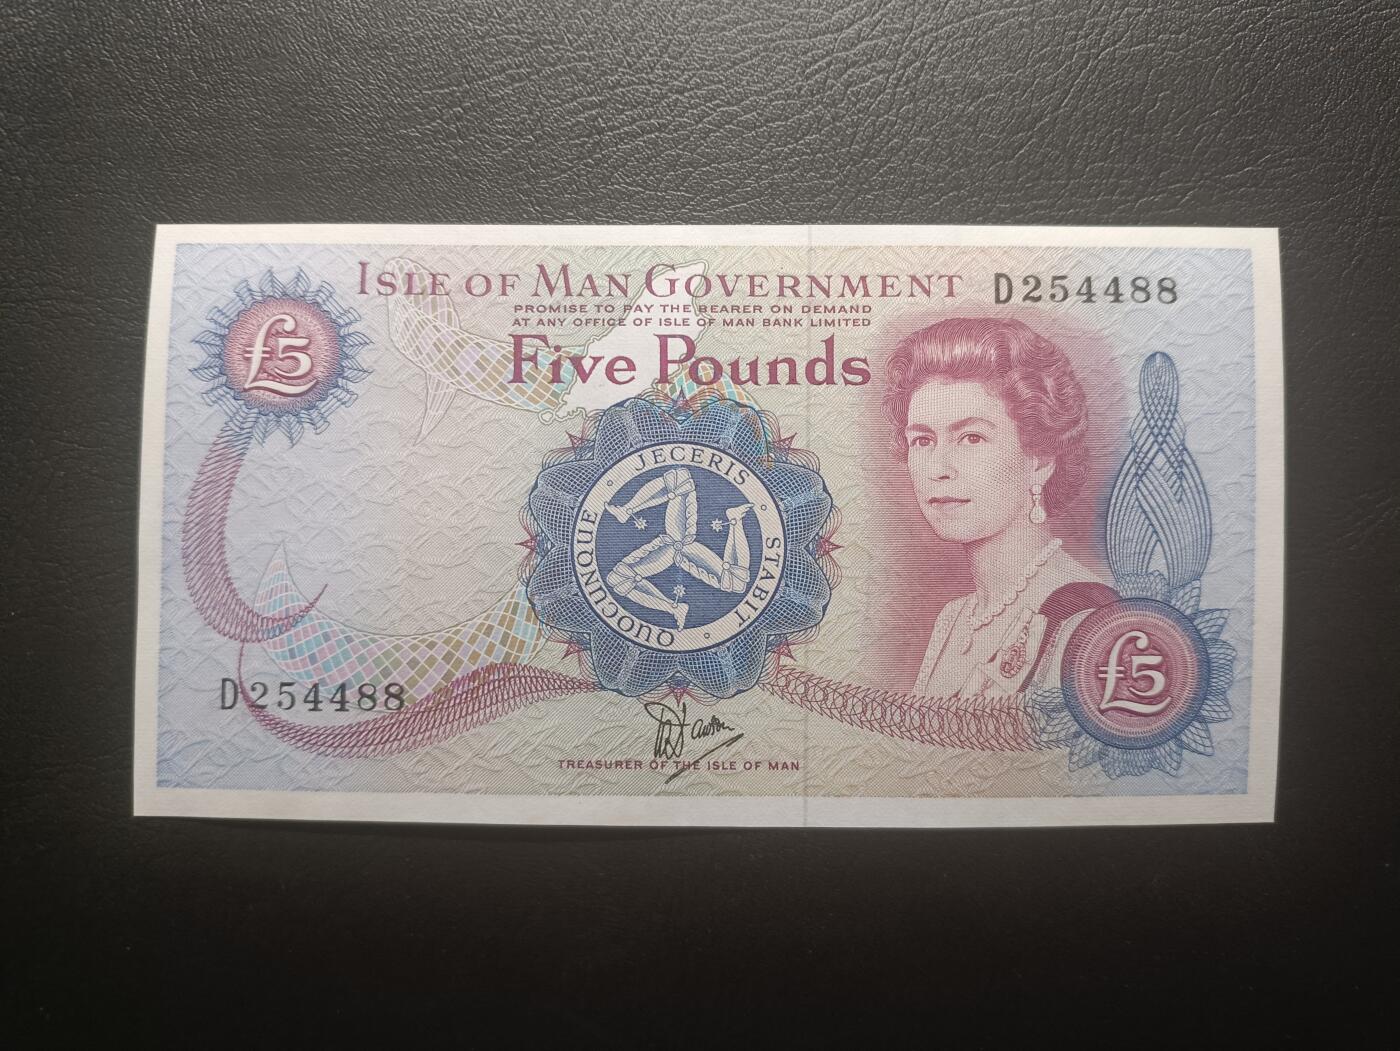 ISLE OF MAN GOVERNMENT
D254488
PROMISE TO PAY THE BEARER ON DEMAND
AT ANY OFFICE OF ISLE OF MAN BANK LIMITED
Five Pounds
£5
QUOCUNQUE · JECERIS · STABIT ·
£5
D254488
TREASURER OF THE ISLE OF MAN